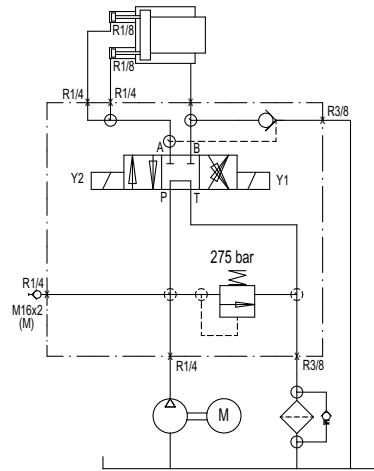 R1/8
R1/8
R1/4 R1/4
R3/8
A B
Y2 Y1
P T
275 bar
R1/4
M16x2
(M)
R1/4 R3/8
M